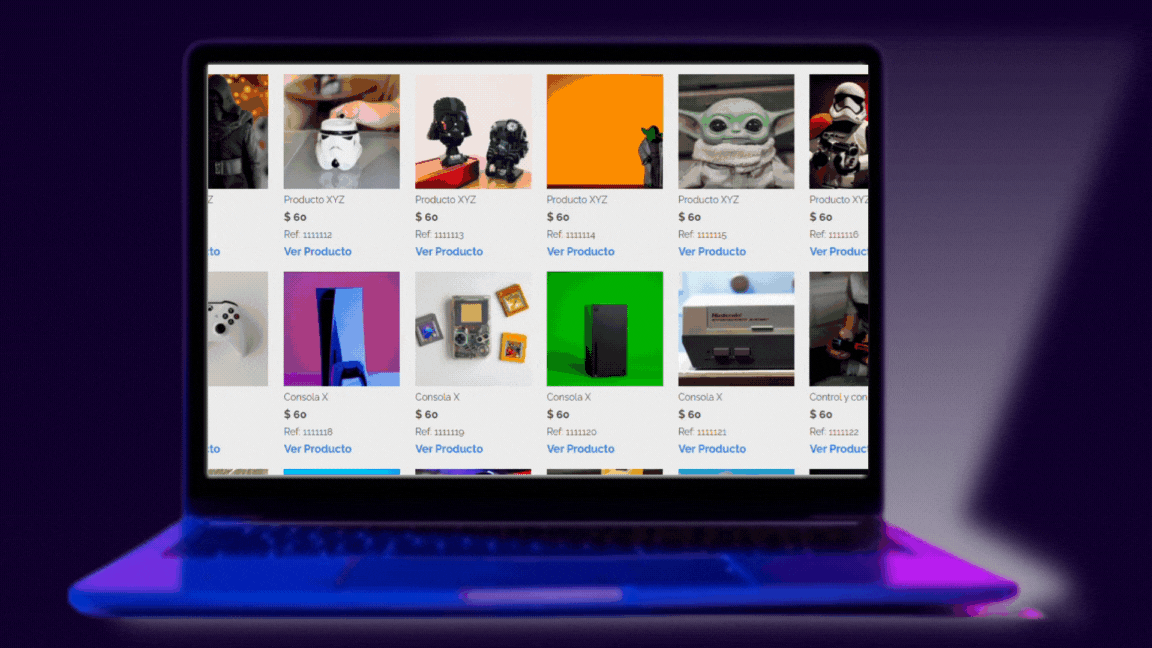 Z
cto
Producto XYZ
$ 60
Ref: 1111112
Ver Producto
Producto XYZ
$ 60
Ref: 1111113
Ver Producto
Producto XYZ
$ 60
Ref: 1111114
Ver Producto
Producto XYZ
$ 60
Ref: 1111115
Ver Producto
Producto XYZ
$ 60
Ref: 1111116
Ver Product
cto
Consola X
$ 60
Ref: 1111118
Ver Producto
Consola X
$ 60
Ref: 1111119
Ver Producto
Consola X
$ 60
Ref: 1111120
Ver Producto
Nintendo
Consola X
$ 60
Ref: 1111121
Ver Producto
Control y con
$ 60
Ref: 1111122
Ver Product